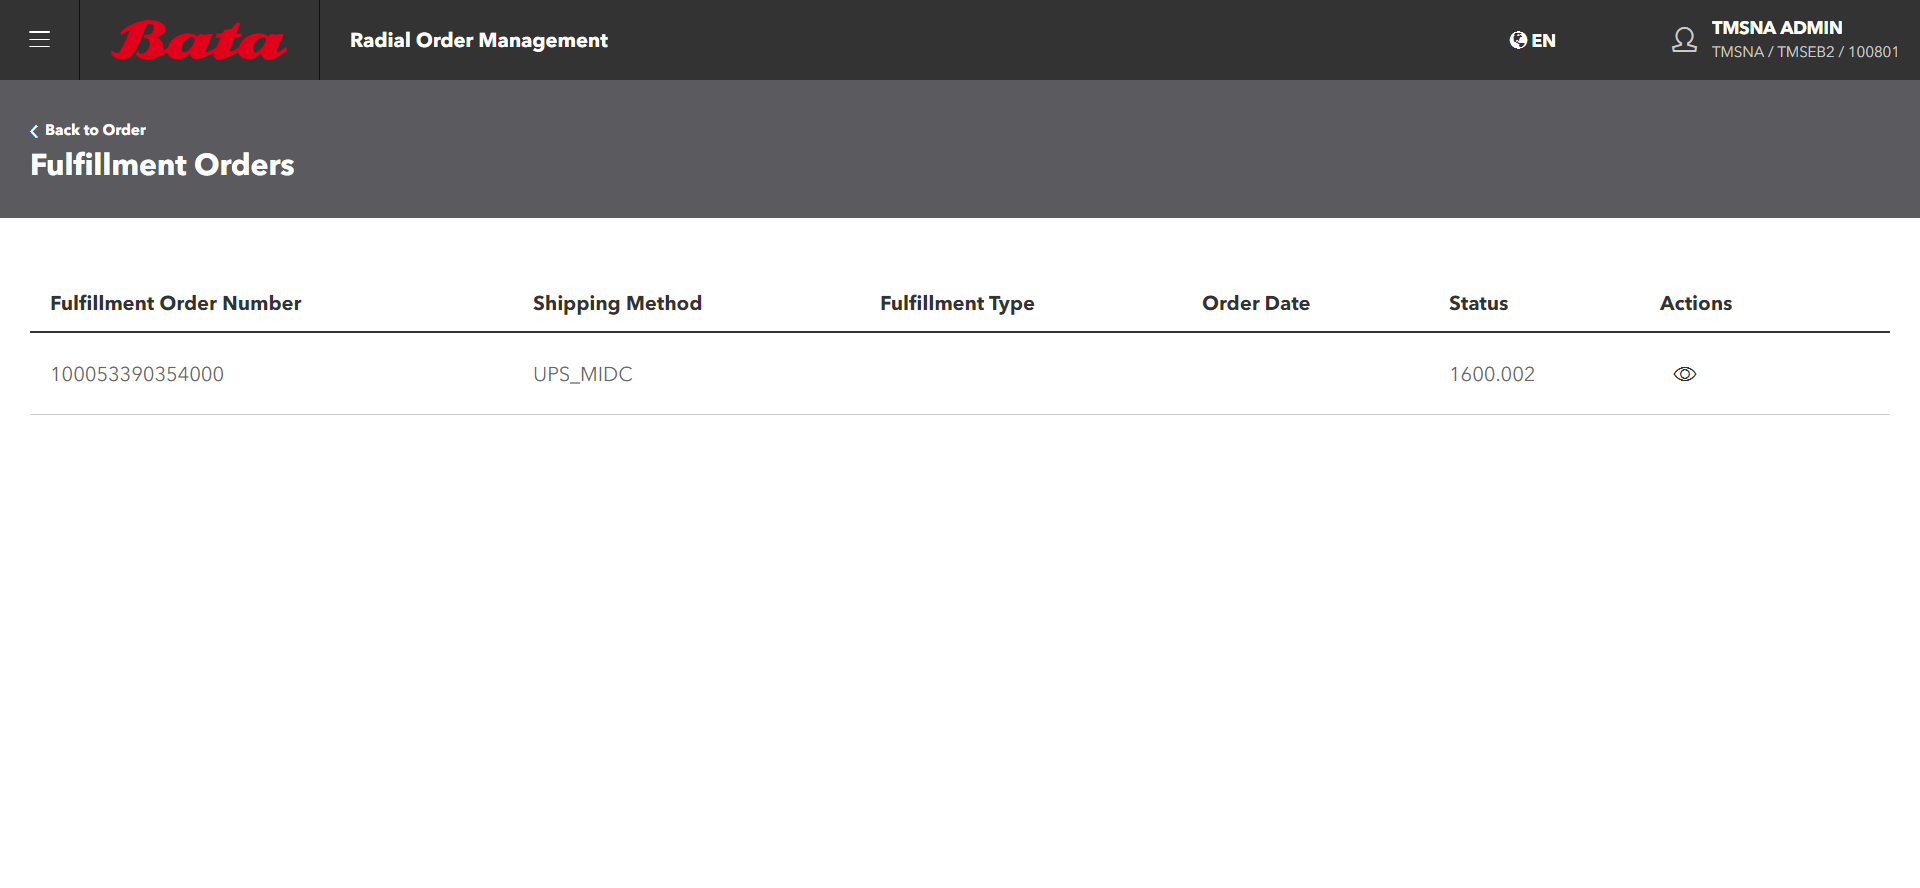 Bata
Radial Order Management
EN
TMSNA ADMIN
TMSNA / TMSEB2 / 100801
Back to Order
Fulfillment Orders
Fulfillment Order Number Shipping Method Fulfillment Type Order Date Status Actions
100053390354000 UPS_MIDC 1600.002